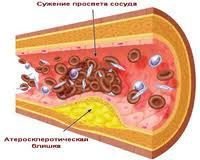 Сужение просвета сосуда
Атеросклеротическая
бляшка